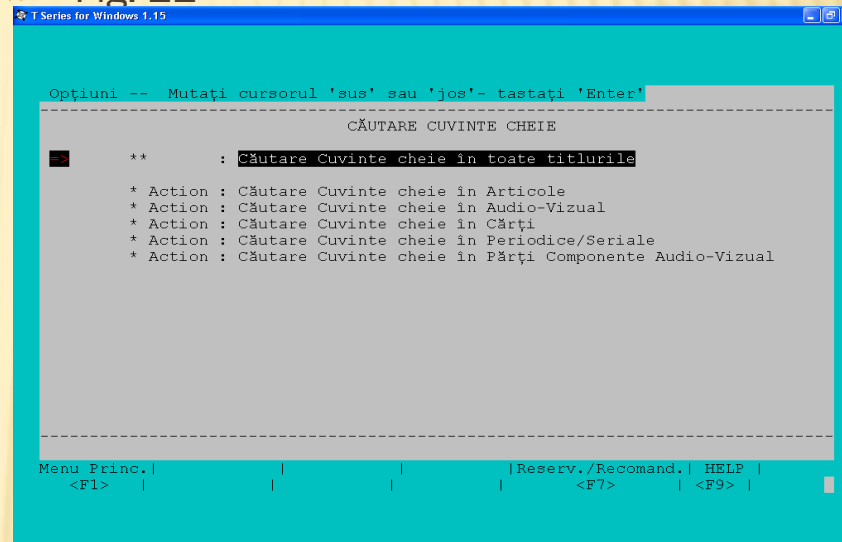 T Series for Windows 1.15
Opţiuni -- Mutaţi cursorul 'sus' sau 'jos'- tastaţi 'Enter'
CĂUTARE CUVINTE CHEIE
=> ** : Căutare Cuvinte cheie în toate titlurile
* Action : Căutare Cuvinte cheie în Articole
* Action : Căutare Cuvinte cheie în Audio-Vizual
* Action : Căutare Cuvinte cheie în Cărţi
* Action : Căutare Cuvinte cheie în Periodice/Seriale
* Action : Căutare Cuvinte cheie în Părţi Componente Audio-Vizual
Menu Princ.| | | |Reserv./Recomand.| HELP |
<F1> | | | | <F7> | <F9> |